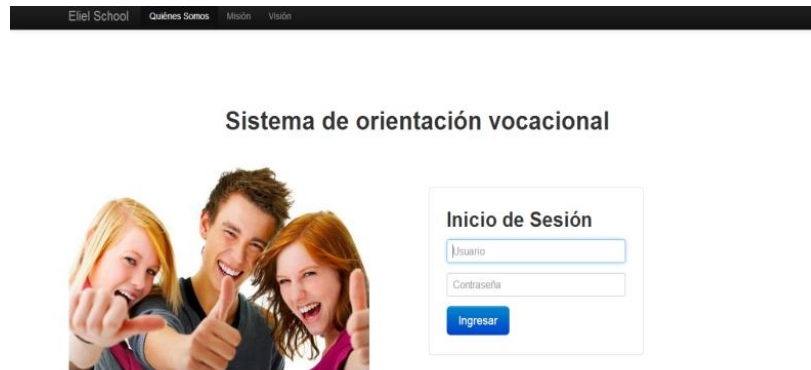 Eliel School Quiénes Somos Misión Visión
Sistema de orientación vocacional
Inicio de Sesión
Usuario
Contraseña
Ingresar